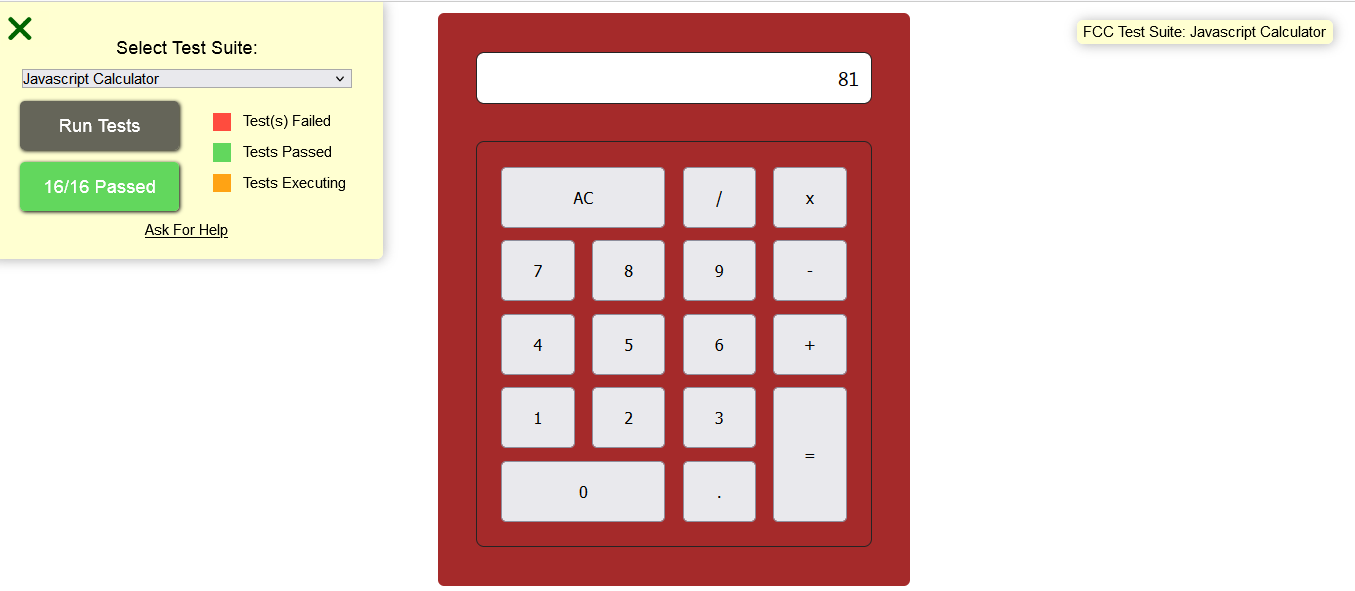 Select Test Suite:
Javascript Calculator
Run Tests
16/16 Passed
Test(s) Failed
Tests Passed
Tests Executing
Ask For Help
81
AC / x
7 8 9 -
4 5 6 +
1 2 3 =
0 .
FCC Test Suite: Javascript Calculator